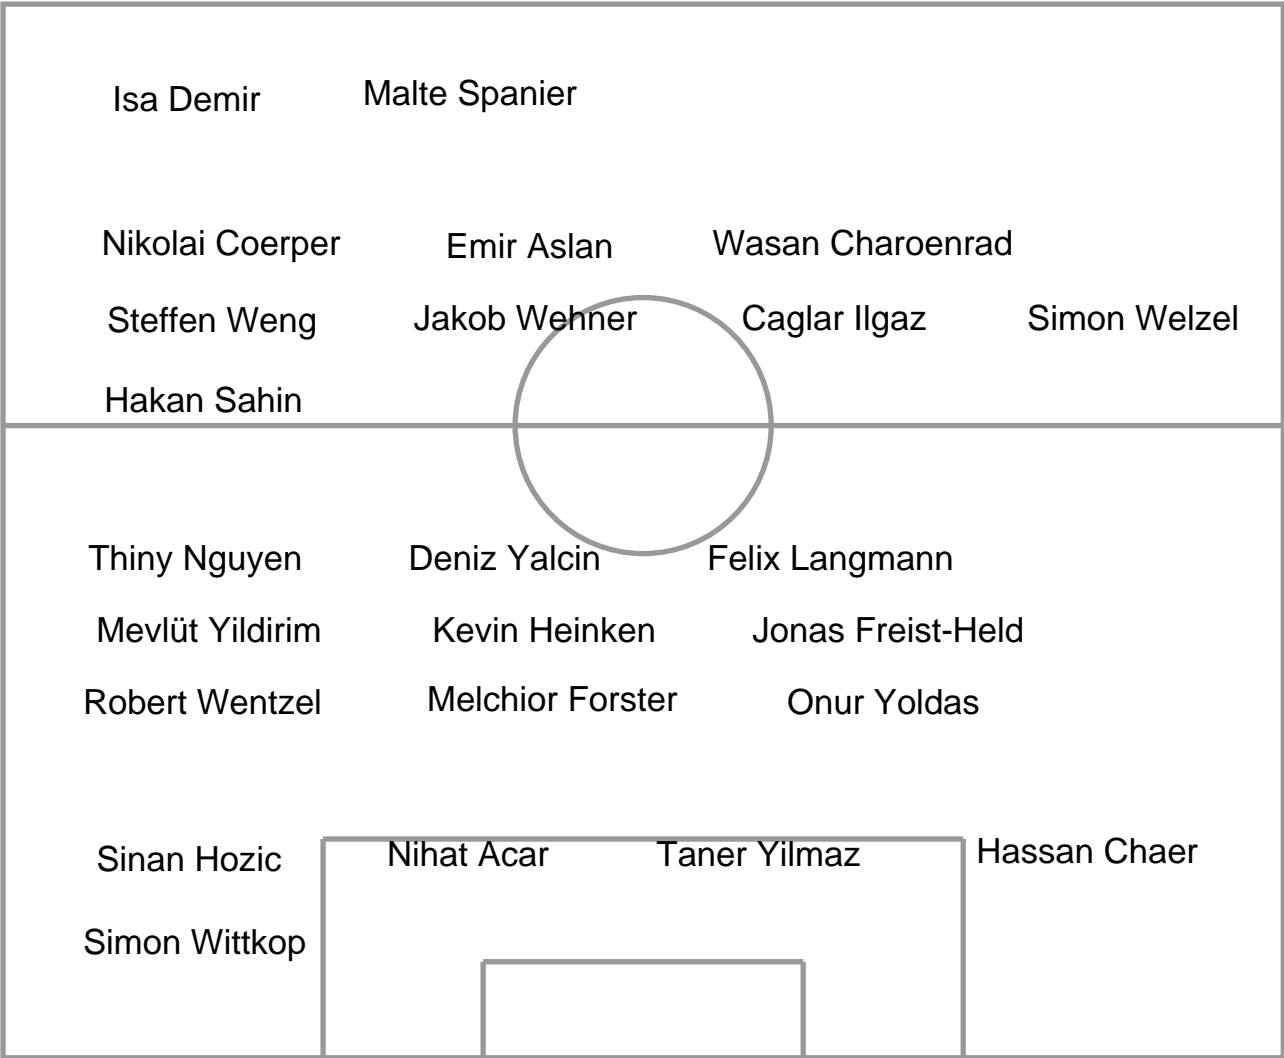 Isa Demir Malte Spanier
Nikolai Coerper Emir Aslan Wasan Charoenrad
Steffen Weng Jakob Wehner Caglar Ilgaz Simon Welzel
Hakan Sahin
Thiny Nguyen Deniz Yalcin Felix Langmann
Mevlüt Yildirim Kevin Heinken Jonas Freist-Held
Robert Wentzel Melchior Forster Onur Yoldas
Sinan Hozic Nihat Acar Taner Yilmaz Hassan Chaer
Simon Wittkop